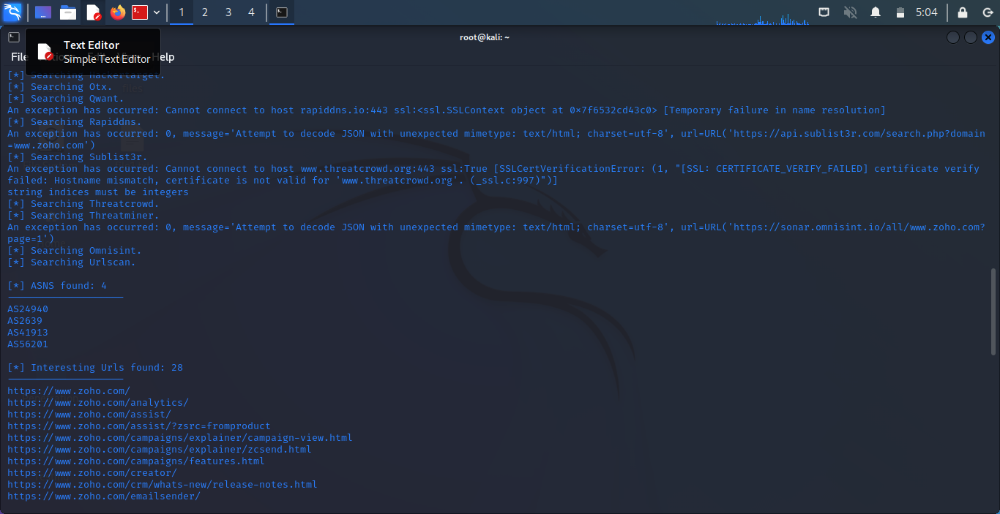 1 2 3 4
5:04
root@kali: ~
Text Editor
Simple Text Editor
File
Help
[*] Searching Hackertarget.
[*] Searching Otx.
[*] Searching Qwant.
An exception has occurred: Cannot connect to host rapiddns.io:443 ssl:<ssl.SSLContext object at 0×7f6532cd43c0> [Temporary failure in name resolution]
[*] Searching Rapiddns.
An exception has occurred: 0, message='Attempt to decode JSON with unexpected mimetype: text/html; charset=utf-8', url=URL('https://api.sublist3r.com/search.php?domain
=www.zoho.com')
[*] Searching Sublist3r.
An exception has occurred: Cannot connect to host www.threatcrowd.org:443 ssl:True [SSLCertVerificationError: (1, "[SSL: CERTIFICATE_VERIFY_FAILED] certificate verify
failed: Hostname mismatch, certificate is not valid for 'www.threatcrowd.org'. (_ssl.c:997)")]
string indices must be integers
[*] Searching Threatcrowd.
[*] Searching Threatminer.
An exception has occurred: 0, message='Attempt to decode JSON with unexpected mimetype: text/html; charset=utf-8', url=URL('https://sonar.omnisint.io/all/www.zoho.com?
page=1')
[*] Searching Omnisint.
[*] Searching Urlscan.
[*] ASNS found: 4
AS24940
AS2639
AS41913
AS56201
[*] Interesting Urls found: 28
https://www.zoho.com/
https://www.zoho.com/analytics/
https://www.zoho.com/assist/
https://www.zoho.com/assist/?zsrc=fromproduct
https://www.zoho.com/campaigns/explainer/campaign-view.html
https://www.zoho.com/campaigns/explainer/zcsend.html
https://www.zoho.com/campaigns/features.html
https://www.zoho.com/creator/
https://www.zoho.com/crm/whats-new/release-notes.html
https://www.zoho.com/emailsender/